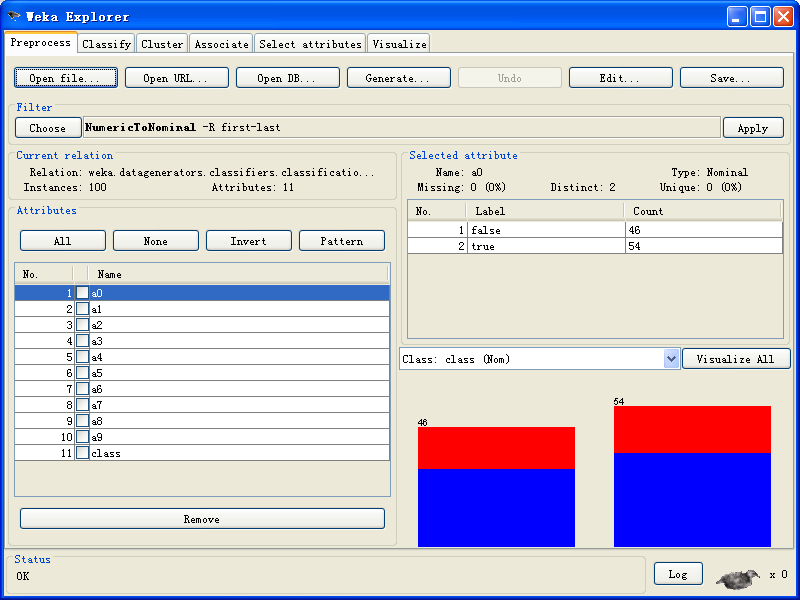 Weka Explorer
Preprocess Classify Cluster Associate Select attributes Visualize
Open file... Open URL... Open DB... Generate... Undo Edit... Save...
Filter
Choose NumericToNominal -R first-last Apply
Current relation
Relation: weka.datagenerators.classifiers.classificatio...
Instances: 100 Attributes: 11
Attributes
All None Invert Pattern
No. Name
1 a0
2 a1
3 a2
4 a3
5 a4
6 a5
7 a6
8 a7
9 a8
10 a9
11 class
Remove
Selected attribute
Name: a0 Type: Nominal
Missing: 0 (0%) Distinct: 2 Unique: 0 (0%)
No. Label Count
1 false 46
2 true 54
Class: class (Nom) Visualize All
46
54
Status
OK
Log x 0